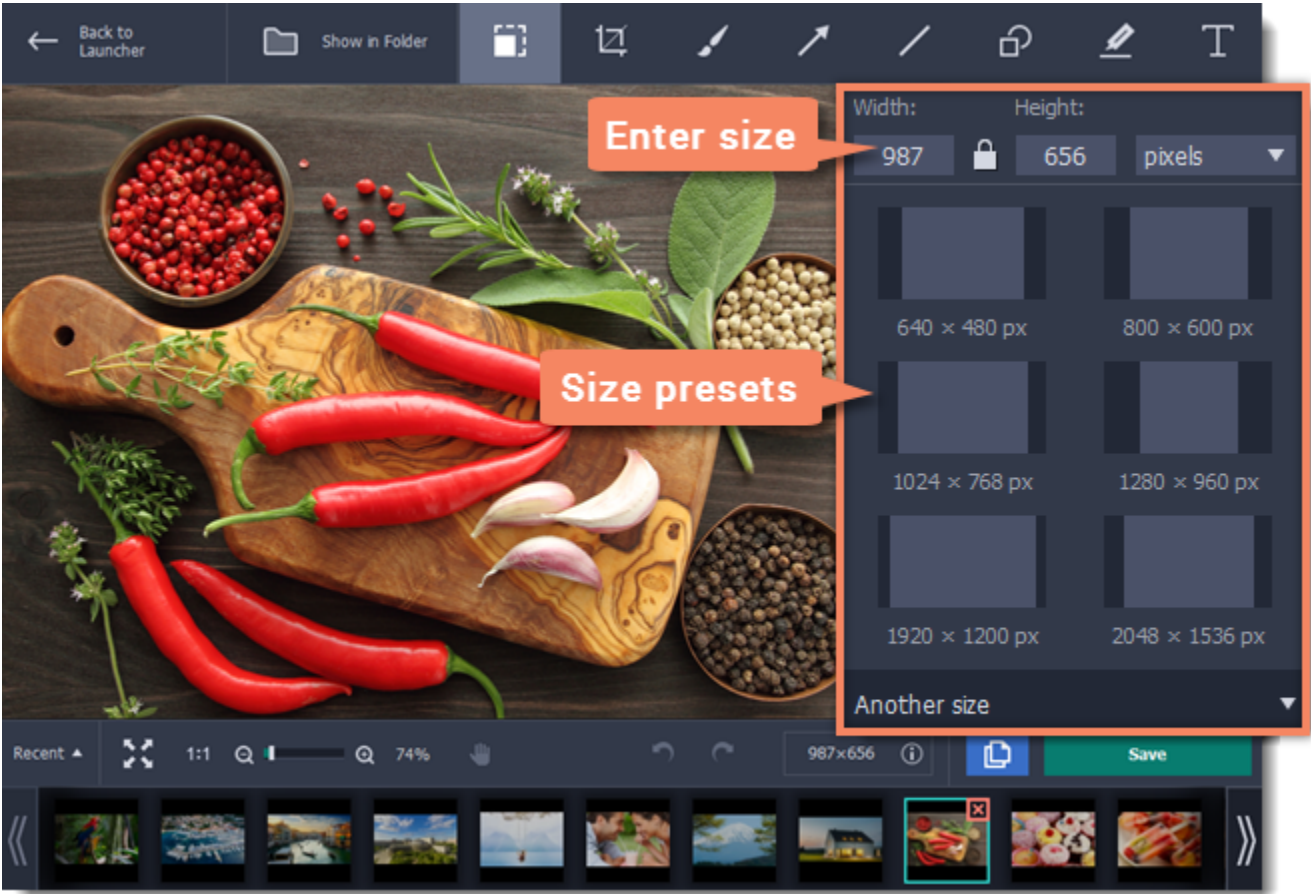 Back to
Launcher
Show in Folder
T
Width:
Height:
Enter size
987
656
pixels
640 × 480 px
800 × 600 px
Size presets
1024 × 768 px
1280 × 960 px
1920 × 1200 px
2048 × 1536 px
Another size
Recent
1:1
74%
987×656
Save